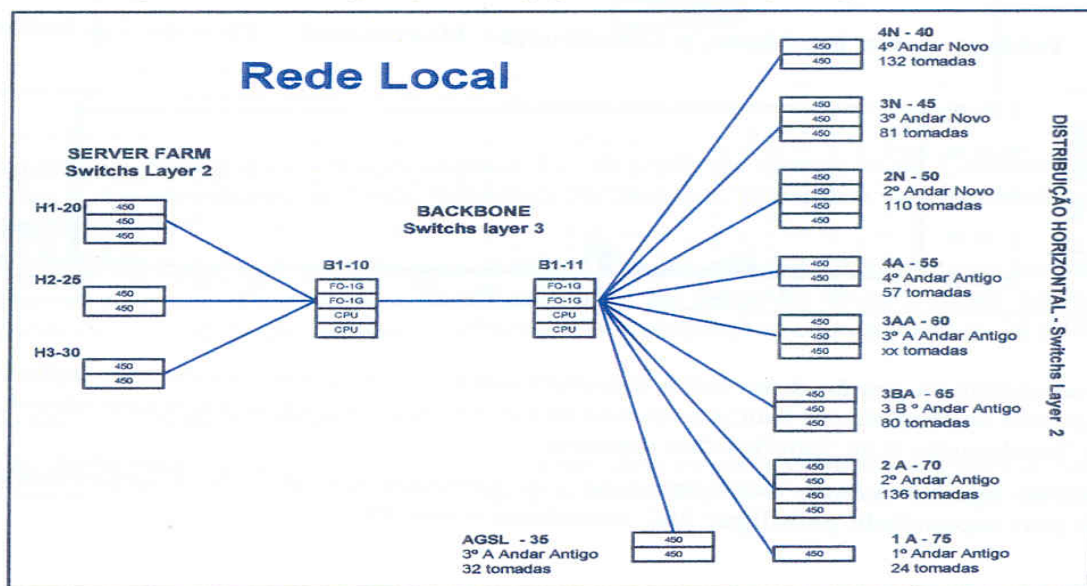 Rede Local
SERVER FARM
Switchs Layer 2
H1-20
450
450
450
H2-25
450
450
H3-30
450
450
BACKBONE
Switchs layer 3
B1-10
FO-1G
FO-1G
CPU
CPU
B1-11
FO-1G
FO-1G
CPU
CPU
450
450
4N - 40
4º Andar Novo
132 tomadas
450
450
450
3N - 45
3º Andar Novo
81 tomadas
450
450
450
450
2N - 50
2º Andar Novo
110 tomadas
450
450
4A - 55
4º Andar Antigo
57 tomadas
450
450
450
3AA - 60
3º A Andar Antigo
xx tomadas
450
450
450
3BA - 65
3 B º Andar Antigo
80 tomadas
450
450
450
450
2 A - 70
2º Andar Antigo
136 tomadas
450
1 A - 75
1º Andar Antigo
24 tomadas
AGSL - 35
3º A Andar Antigo
32 tomadas
450
450
DISTRIBUIÇÃO HORIZONTAL - Switchs Layer 2